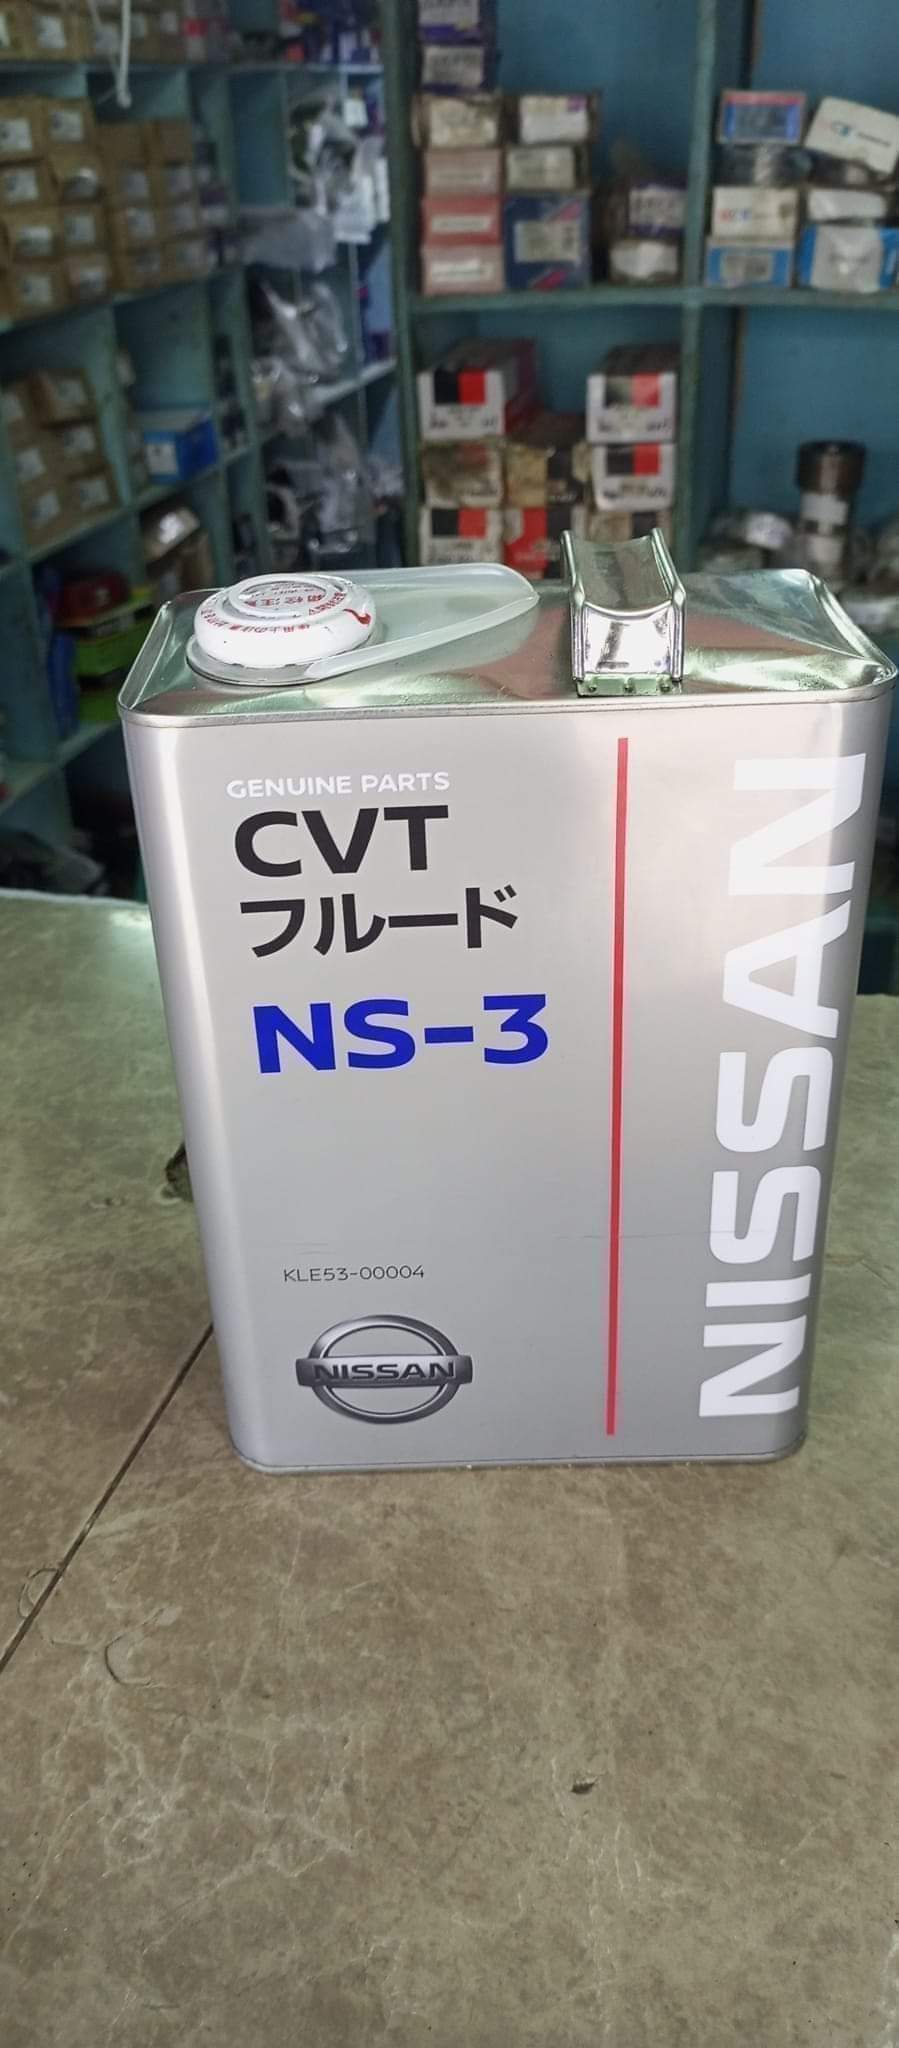 GENUINE PARTS
CVT
フルード
NS-3
KLE53-00004
NISSAN
NISSAN